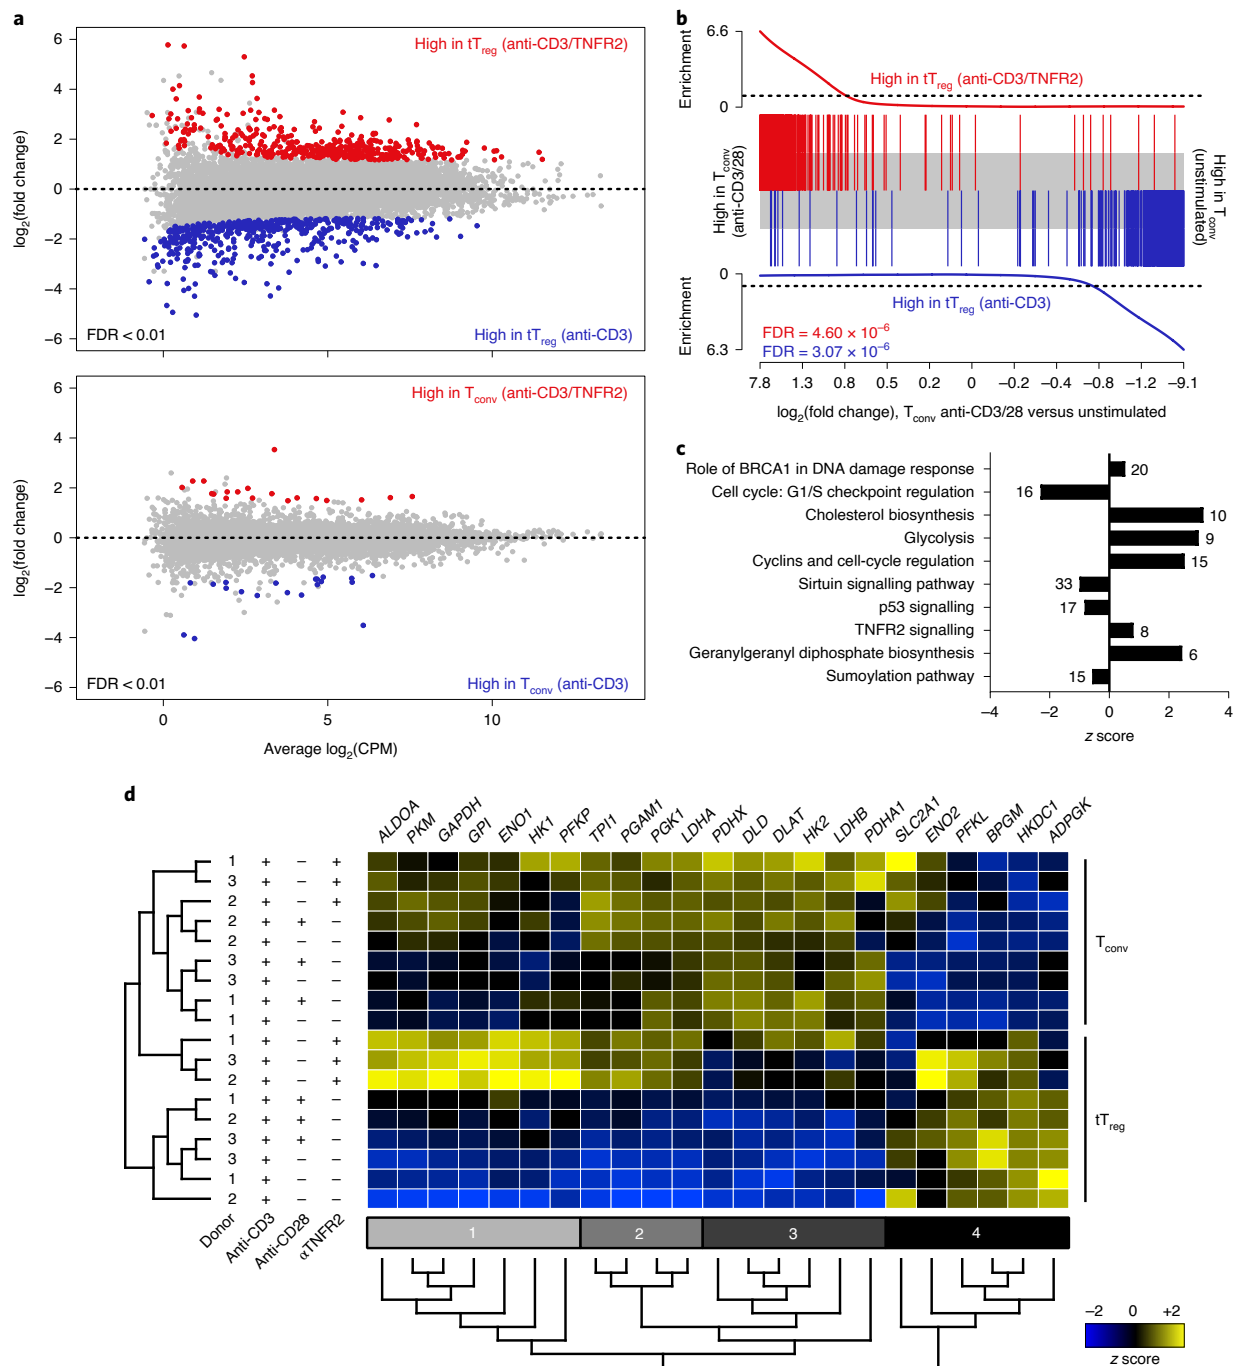 a
6
4
2
0
−2
−4
−6
log2(fold change)
High in tTreg (anti-CD3/TNFR2)
FDR < 0.01
High in tTreg (anti-CD3)
6
4
2
0
−2
−4
−6
log2(fold change)
High in Tconv (anti-CD3/TNFR2)
FDR < 0.01
High in Tconv (anti-CD3)
0 5 10
Average log2(CPM)
b
6.6
0
Enrichment
High in tTreg (anti-CD3/TNFR2)
High in Tconv
(anti-CD3/28)
High in Tconv
(unstimulated)
0
6.3
Enrichment
High in tTreg (anti-CD3)
FDR = 4.60 × 10−6
FDR = 3.07 × 10−6
7.8 1.3 0.8 0.5 0.2 0 −0.2 −0.4 −0.8 −1.2 −9.1
log2(fold change), Tconv anti-CD3/28 versus unstimulated
c
Role of BRCA1 in DNA damage response 20
Cell cycle: G1/S checkpoint regulation 16
Cholesterol biosynthesis 10
Glycolysis 9
Cyclins and cell-cycle regulation 15
Sirtuin signalling pathway 33
p53 signalling 17
TNFR2 signalling 8
Geranylgeranyl diphosphate biosynthesis 6
Sumoylation pathway 15
−4 −2 0 2 4
z score
d
ALDOA PKM GAPDH GPI ENO1 HK1 PFKP TPI1 PGAM1 PGK1 LDHA PDHX DLD DLAT HK2 LDHB PDHA1 SLC2A1 ENO2 PFKL BPGM HKDC1 ADPGK
1 + − +
3 + − +
2 + − +
2 + + −
2 + − −
3 + + −
3 + − −
1 + + −
1 + − −
1 + − +
3 + − +
2 + − +
1 + + −
2 + + −
3 + + −
3 + − −
1 + − −
2 + − −
Tconv
tTreg
Donor Anti-CD3 Anti-CD28 αTNFR2
1 2 3 4
−2 0 +2
z score